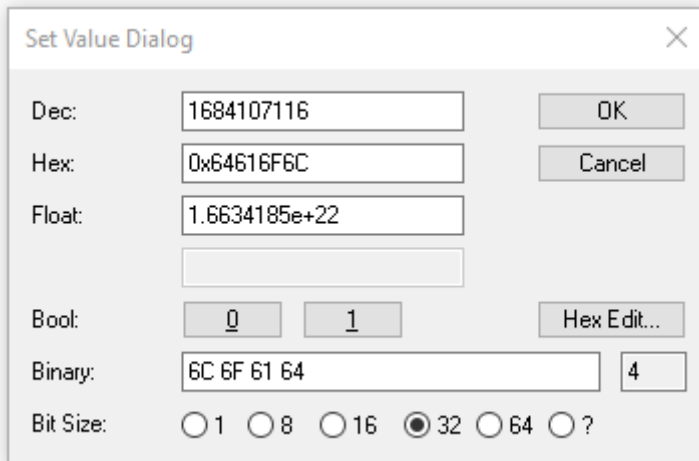 Set Value Dialog
Dec: 1684107116 OK
Hex: 0x64616F6C Cancel
Float: 1.6634185e+22
Bool: 0 1 Hex Edit...
Binary: 6C 6F 61 64 4
Bit Size: 1 8 16 32 64 ?